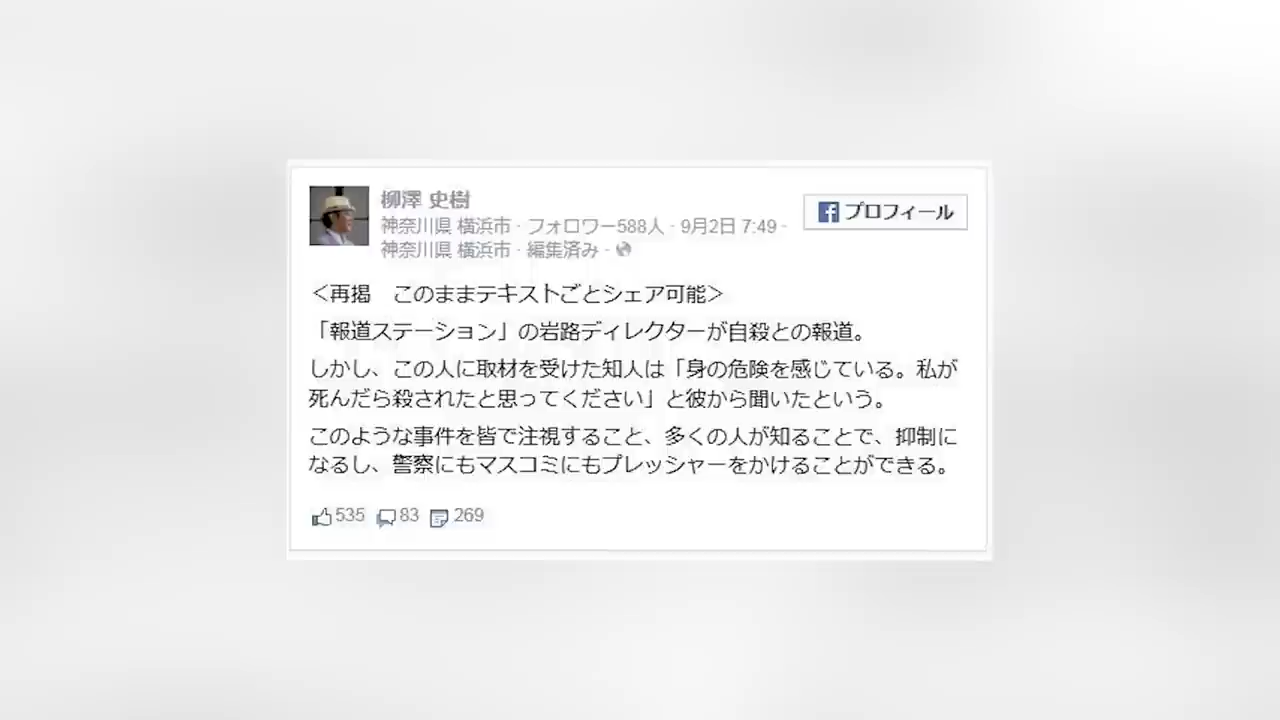 柳澤 史樹
神奈川県 横浜市 · フォロワー588人 · 9月2日 7:49 ·
神奈川県 横浜市 · 編集済み ·
プロフィール
＜再掲　このままテキストごとシェア可能＞
「報道ステーション」の岩路ディレクターが自殺との報道。
しかし、この人に取材を受けた知人は「身の危険を感じている。私が
死んだら殺されたと思ってください」と彼から聞いたという。
このような事件を皆で注視すること、多くの人が知ることで、抑制に
なるし、警察にもマスコミにもプレッシャーをかけることができる。
535 83 269